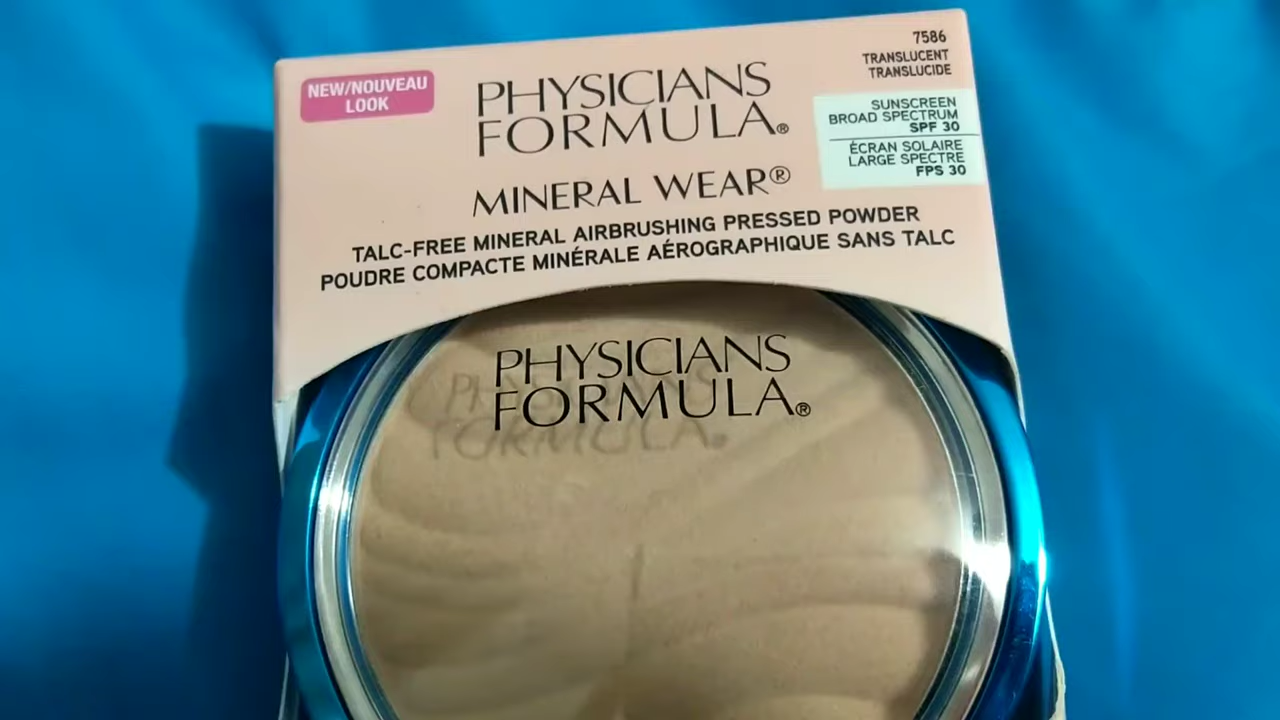 NEW/NOUVEAU
LOOK
PHYSICIANS
FORMULA®
MINERAL WEAR®
TALC-FREE MINERAL AIRBRUSHING PRESSED POWDER
POUDRE COMPACTE MINÉRALE AÉROGRAPHIQUE SANS TALC
7586
TRANSLUCENT
TRANSLUCIDE
SUNSCREEN
BROAD SPECTRUM
SPF 30
ÉCRAN SOLAIRE
LARGE SPECTRE
FPS 30
PHYSICIANS
FORMULA®